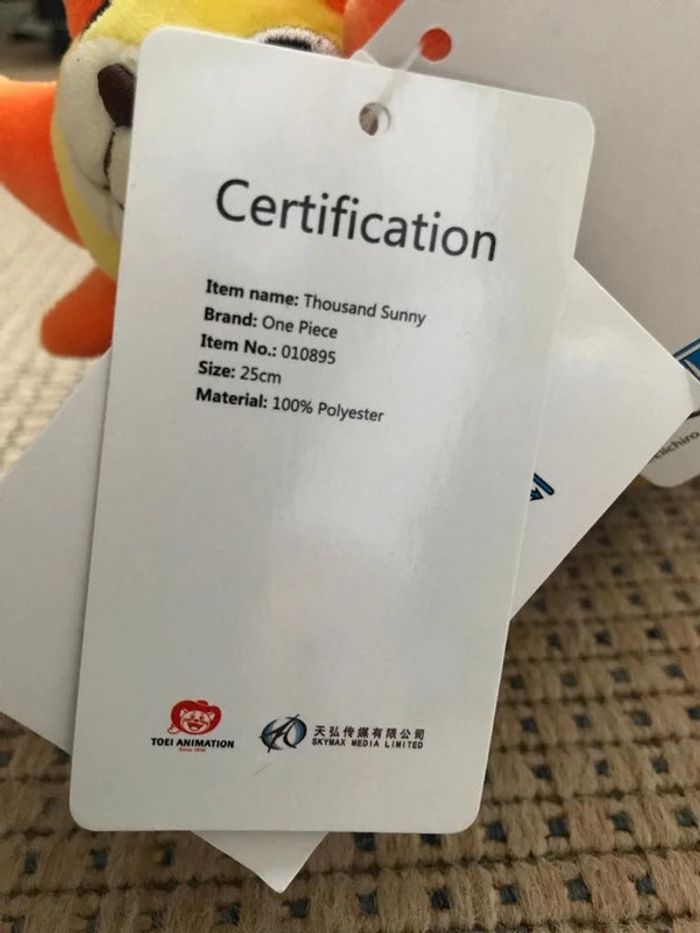 Certification
Item name: Thousand Sunny
Brand: One Piece
Item No.: 010895
Size: 25cm
Material: 100% Polyester
TOEI ANIMATION
天弘传媒有限公司
SKYMAX MEDIA LIMITED